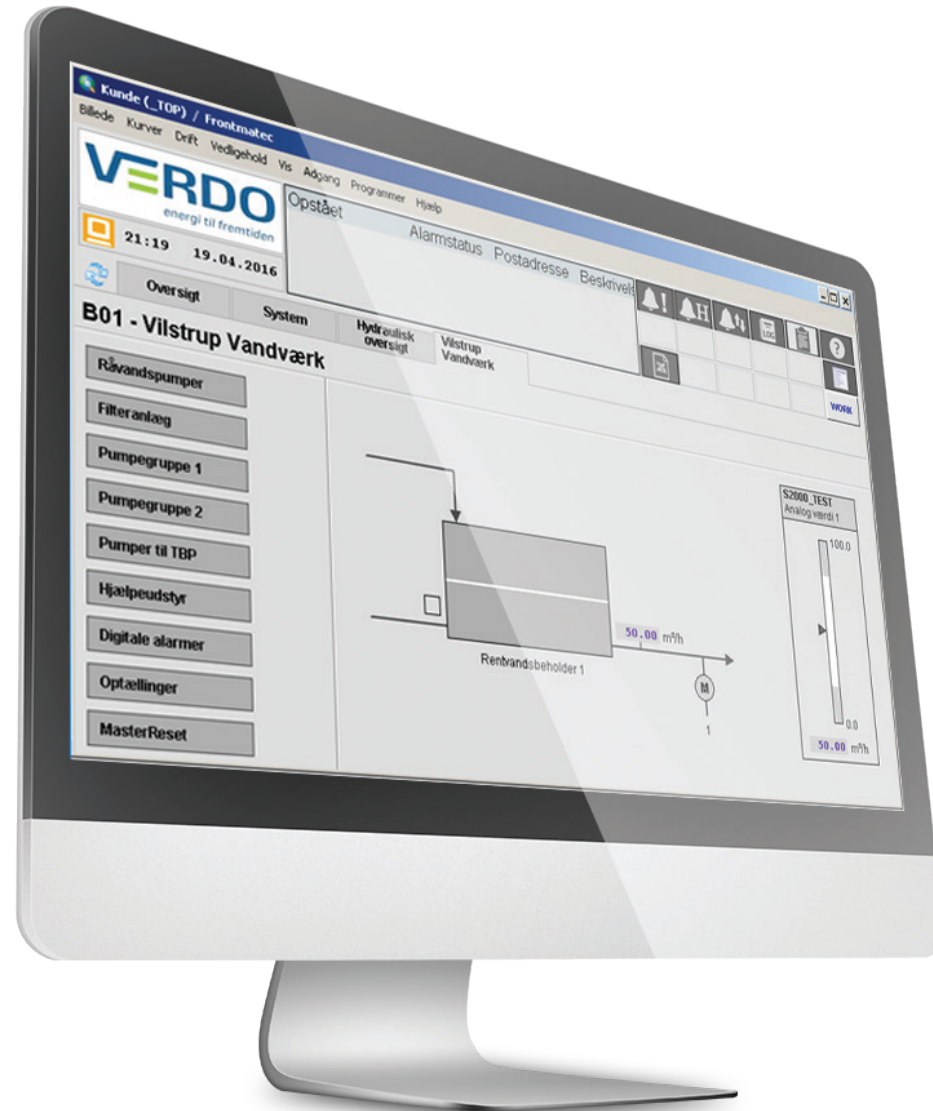 Kunde (_TOP) / Frontmatec
Billede Kurver Drift Vedligehold Vis Adgang Programmer Hjælp
VERDO
energi til fremtiden
21:19 19.04.2016
Opstået Alarmstatus Postadresse Beskrivels
H
LOG
?
WORK
Oversigt
System
Hydraulisk
oversigt
Vilstrup
Vandværk
B01 - Vilstrup Vandværk
Råvandspumper
Filteranlæg
Pumpegruppe 1
Pumpegruppe 2
Pumper til TBP
Hjælpeudstyr
Digitale alarmer
Optællinger
MasterReset
Rentvandsbeholder 1
50.00 m³/h
M
1
S2000_TEST
Analog værdi 1
100.0
0.0
50.00 m³/h